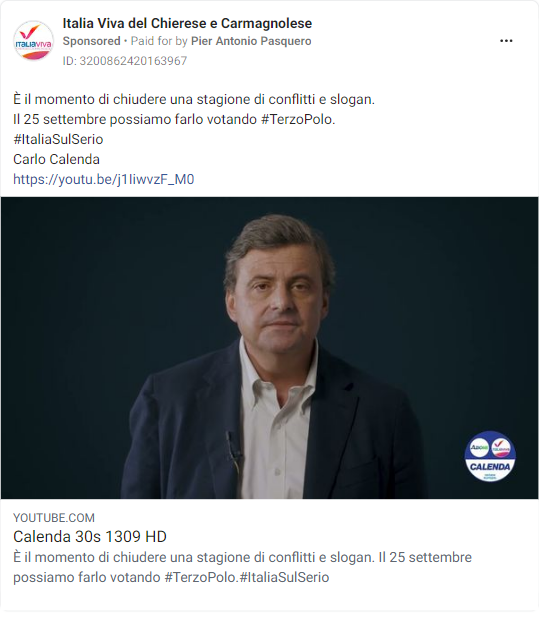 Italia Viva del Chierese e Carmagnolese
Sponsored • Paid for by Pier Antonio Pasquero
ID: 3200862420163967
È il momento di chiudere una stagione di conflitti e slogan.
Il 25 settembre possiamo farlo votando #TerzoPolo.
#ItaliaSulSerio
Carlo Calenda
https://youtu.be/j1IiwvzF_M0
ITALIAVIVA
CALENDA
YOUTUBE.COM
Calenda 30s 1309 HD
È il momento di chiudere una stagione di conflitti e slogan. Il 25 settembre
possiamo farlo votando #TerzoPolo.#ItaliaSulSerio